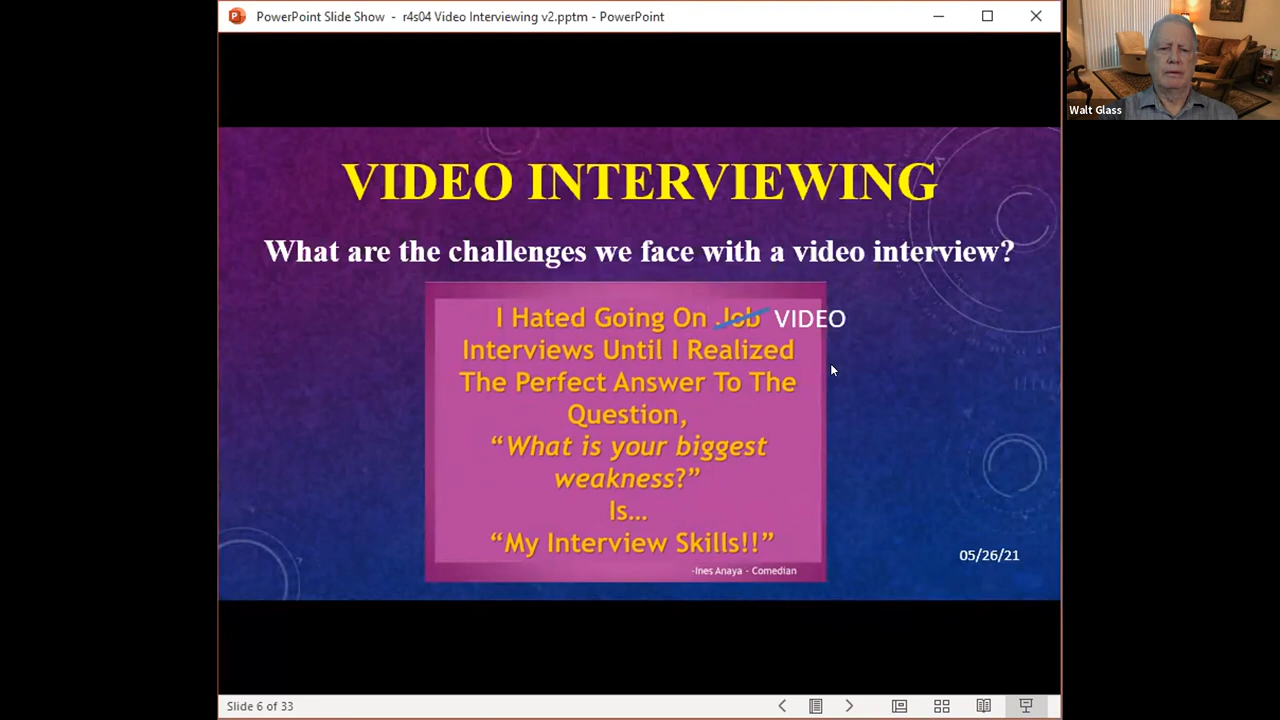 PowerPoint Slide Show - r4s04 Video Interviewing v2.pptm - PowerPoint
Walt Glass
VIDEO INTERVIEWING
What are the challenges we face with a video interview?
I Hated Going On Job VIDEO
Interviews Until I Realized
The Perfect Answer To The
Question,
“What is your biggest
weakness?”
Is...
“My Interview Skills!!”
-Ines Anaya - Comedian
05/26/21
Slide 6 of 33